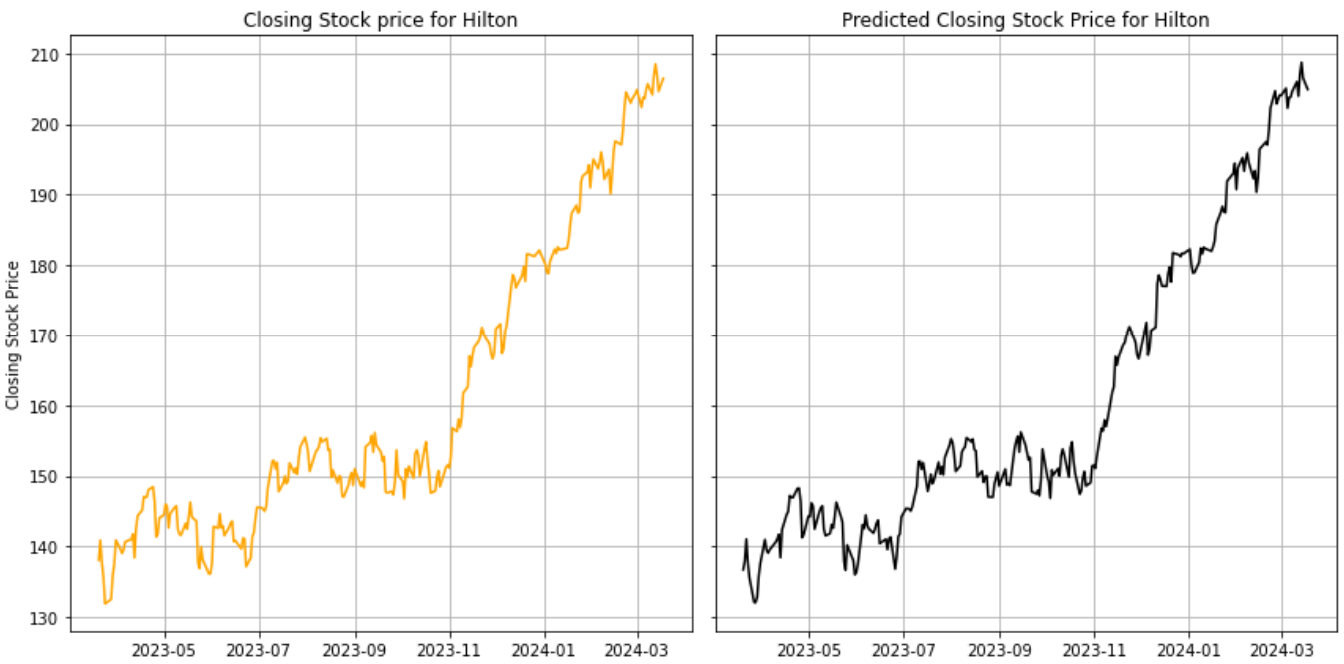 Closing Stock price for Hilton
Predicted Closing Stock Price for Hilton
Closing Stock Price
210
200
190
180
170
160
150
140
130
2023-05 2023-07 2023-09 2023-11 2024-01 2024-03
2023-05 2023-07 2023-09 2023-11 2024-01 2024-03